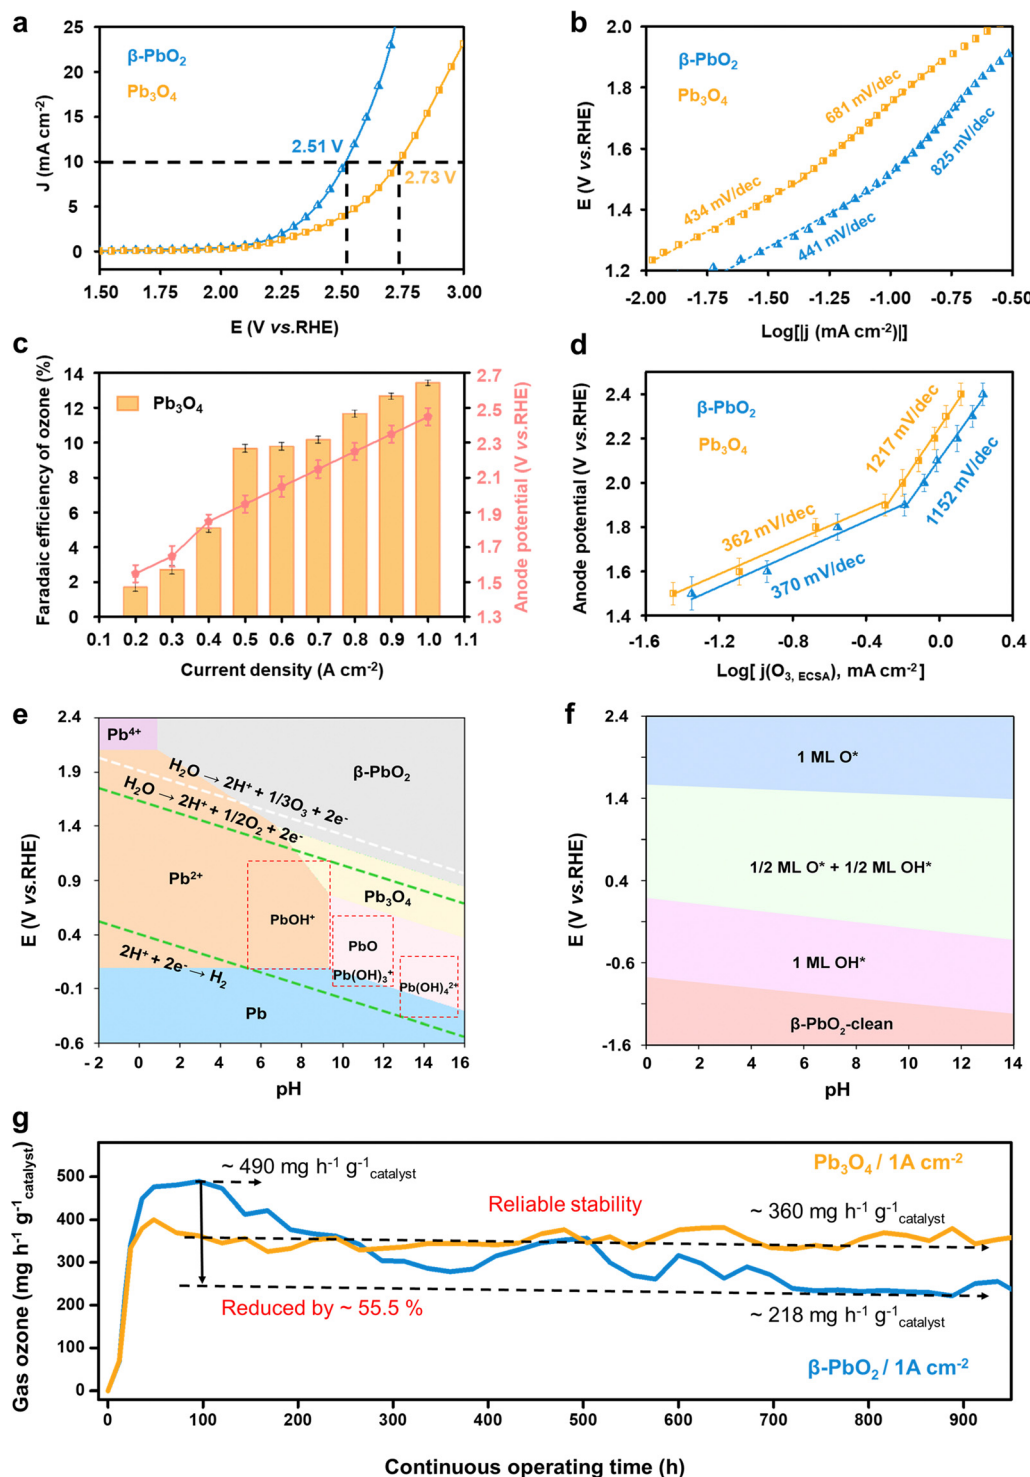 a
β-PbO₂
Pb₃O₄
J (mA cm⁻²)
25
20
15
10
5
0
2.51 V
2.73 V
1.50 1.75 2.00 2.25 2.50 2.75 3.00
E (V vs.RHE)
b
β-PbO₂
Pb₃O₄
E (V vs.RHE)
2.0
1.8
1.6
1.4
1.2
681 mV/dec
825 mV/dec
434 mV/dec
441 mV/dec
-2.00 -1.75 -1.50 -1.25 -1.00 -0.75 -0.50
Log[|j (mA cm⁻²)|]
c
Pb₃O₄
Faradaic efficiency of ozone (%)
14
12
10
8
6
4
2
0
2.7
2.5
2.3
2.1
1.9
1.7
1.5
1.3
Anode potential (V vs.RHE)
0.1 0.2 0.3 0.4 0.5 0.6 0.7 0.8 0.9 1.0 1.1
Current density (A cm⁻²)
d
β-PbO₂
Pb₃O₄
Anode potential (V vs.RHE)
2.4
2.2
2.0
1.8
1.6
1.4
1217 mV/dec
1152 mV/dec
362 mV/dec
370 mV/dec
-1.6 -1.2 -0.8 -0.4 0.0 0.4
Log[ j(O₃, ECSA), mA cm⁻²]
e
E (V vs.RHE)
2.4
1.9
1.4
0.9
0.4
-0.1
-0.6
Pb⁴⁺
β-PbO₂
H₂O → 2H⁺ + 1/3O₃ + 2e⁻
H₂O → 2H⁺ + 1/2O₂ + 2e⁻
Pb²⁺
Pb₃O₄
PbOH⁺
PbO
Pb(OH)₃⁺
Pb(OH)₄²⁺
2H⁺ + 2e⁻ → H₂
Pb
-2 0 2 4 6 8 10 12 14 16
pH
f
E (V vs.RHE)
2.4
1.4
0.4
-0.6
-1.6
1 ML O*
1/2 ML O* + 1/2 ML OH*
1 ML OH*
β-PbO₂-clean
0 2 4 6 8 10 12 14
pH
g
Gas ozone (mg h⁻¹ g⁻¹catalyst)
500
400
300
200
100
0
~ 490 mg h⁻¹ g⁻¹catalyst
Pb₃O₄ / 1A cm⁻²
Reliable stability
~ 360 mg h⁻¹ g⁻¹catalyst
Reduced by ~ 55.5 %
~ 218 mg h⁻¹ g⁻¹catalyst
β-PbO₂ / 1A cm⁻²
0 100 200 300 400 500 600 700 800 900
Continuous operating time (h)